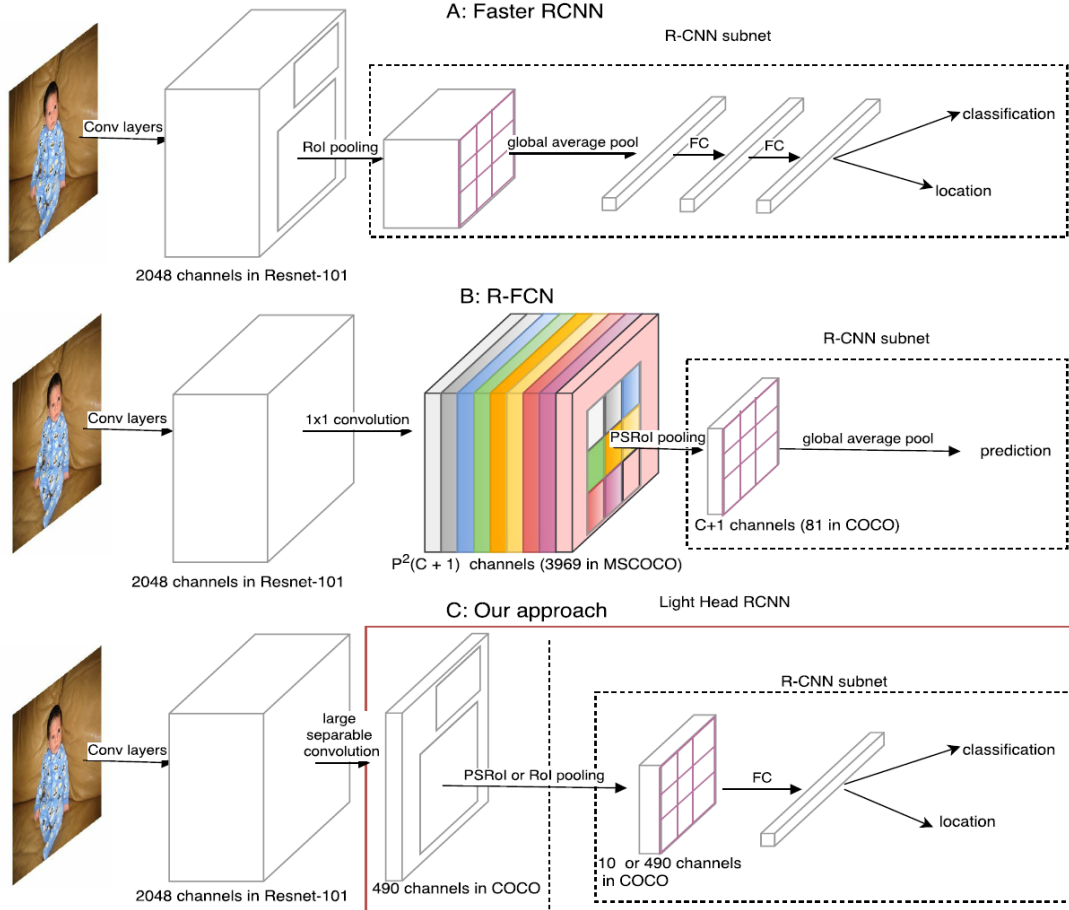 A: Faster RCNN
R-CNN subnet
Conv layers
RoI pooling
global average pool
FC
FC
classification
location
2048 channels in Resnet-101
B: R-FCN
R-CNN subnet
Conv layers
1x1 convolution
PSRoI pooling
global average pool
prediction
C+1 channels (81 in COCO)
P²(C + 1) channels (3969 in MSCOCO)
2048 channels in Resnet-101
C: Our approach
Light Head RCNN
R-CNN subnet
Conv layers
large
separable
convolution
PSRoI or RoI pooling
FC
classification
location
10 or 490 channels
in COCO
490 channels in COCO
2048 channels in Resnet-101